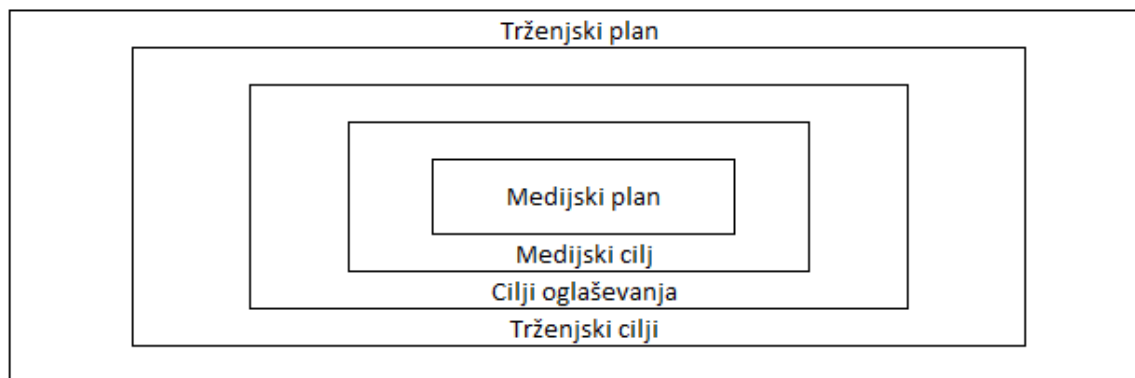 Trženjski plan
Medijski plan
Medijski cilj
Cilji oglaševanja
Trženjski cilji